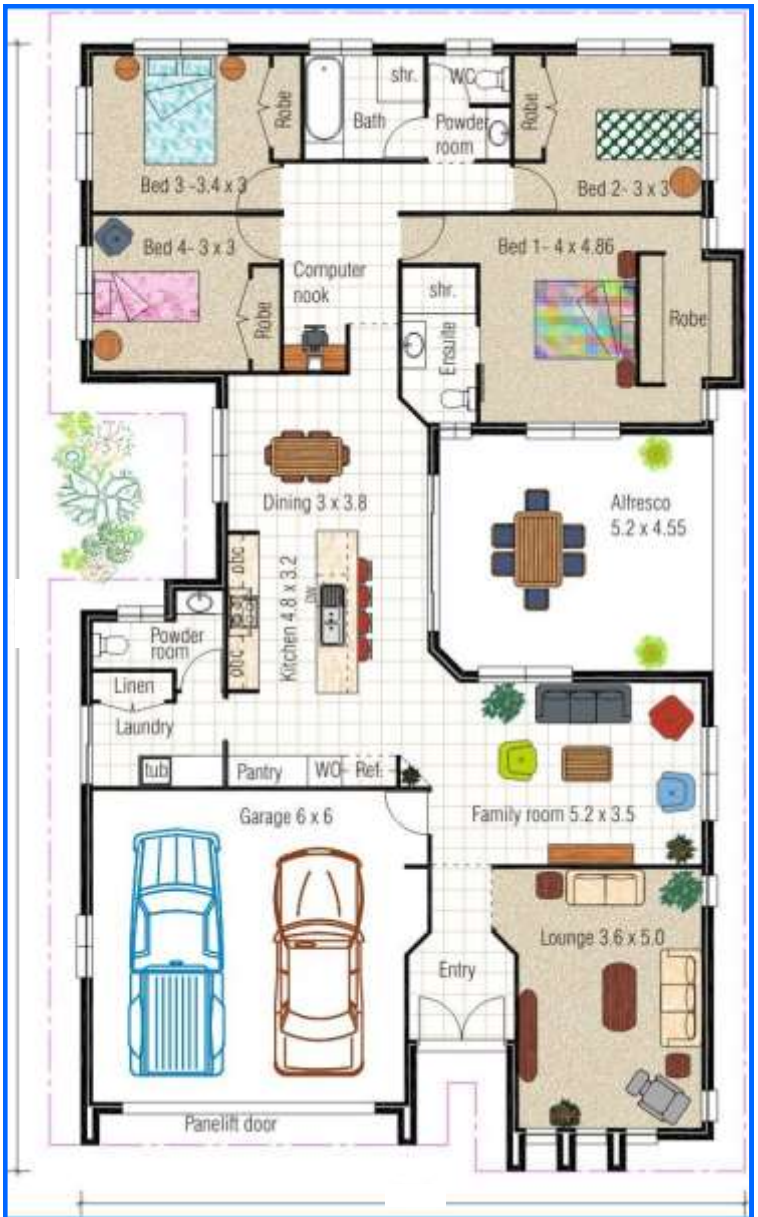 shr.
WC
Robe
Bath
Powder
room
Robe
Bed 3 -3.4 x 3
Bed 2- 3 x 3
Bed 4- 3 x 3
Bed 1- 4 x 4.86
Computer
nook
shr.
Robe
Ensuite
Robe
Dining 3 x 3.8
Alfresco
5.2 x 4.55
Kitchen 4.8 x 3.2
DW
Powder
room
Linen
Laundry
tub
Pantry
WO
Ref.
Garage 6 x 6
Family room 5.2 x 3.5
Lounge 3.6 x 5.0
Entry
Panelift door